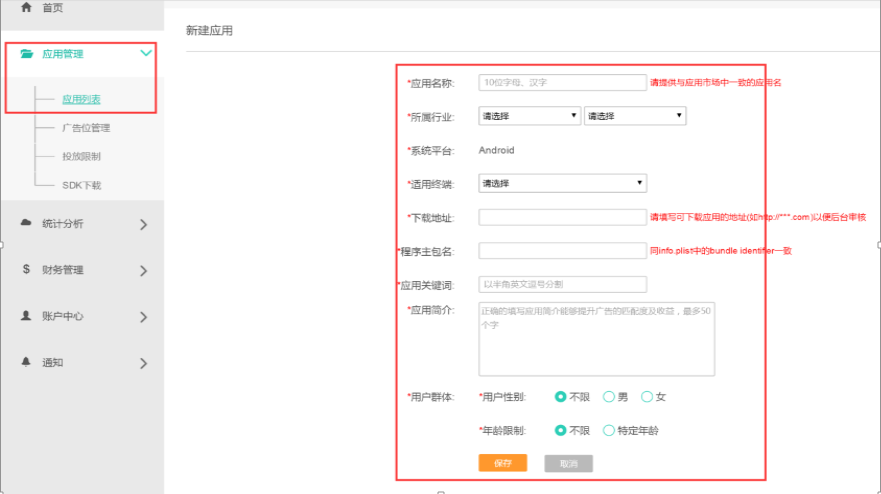 首页
应用管理
应用列表
广告位管理
投放限制
SDK下载
统计分析
$ 财务管理
账户中心
通知
新建应用
*应用名称: 10位字母、汉字 请提供与应用市场中一致的应用名
*所属行业: 请选择 请选择
*系统平台: Android
*适用终端: 请选择
*下载地址: 请填写可下载应用的地址(如http://***.com)以便后台审核
*程序主包名: 同info.plist中的bundle identifier一致
*应用关键词: 以半角英文逗号分割
*应用简介: 正确的填写应用简介能够提升广告的匹配度及收益，最多50
个字
*用户群体: *用户性别: 不限 男 女
*年龄限制: 不限 特定年龄
保存 取消